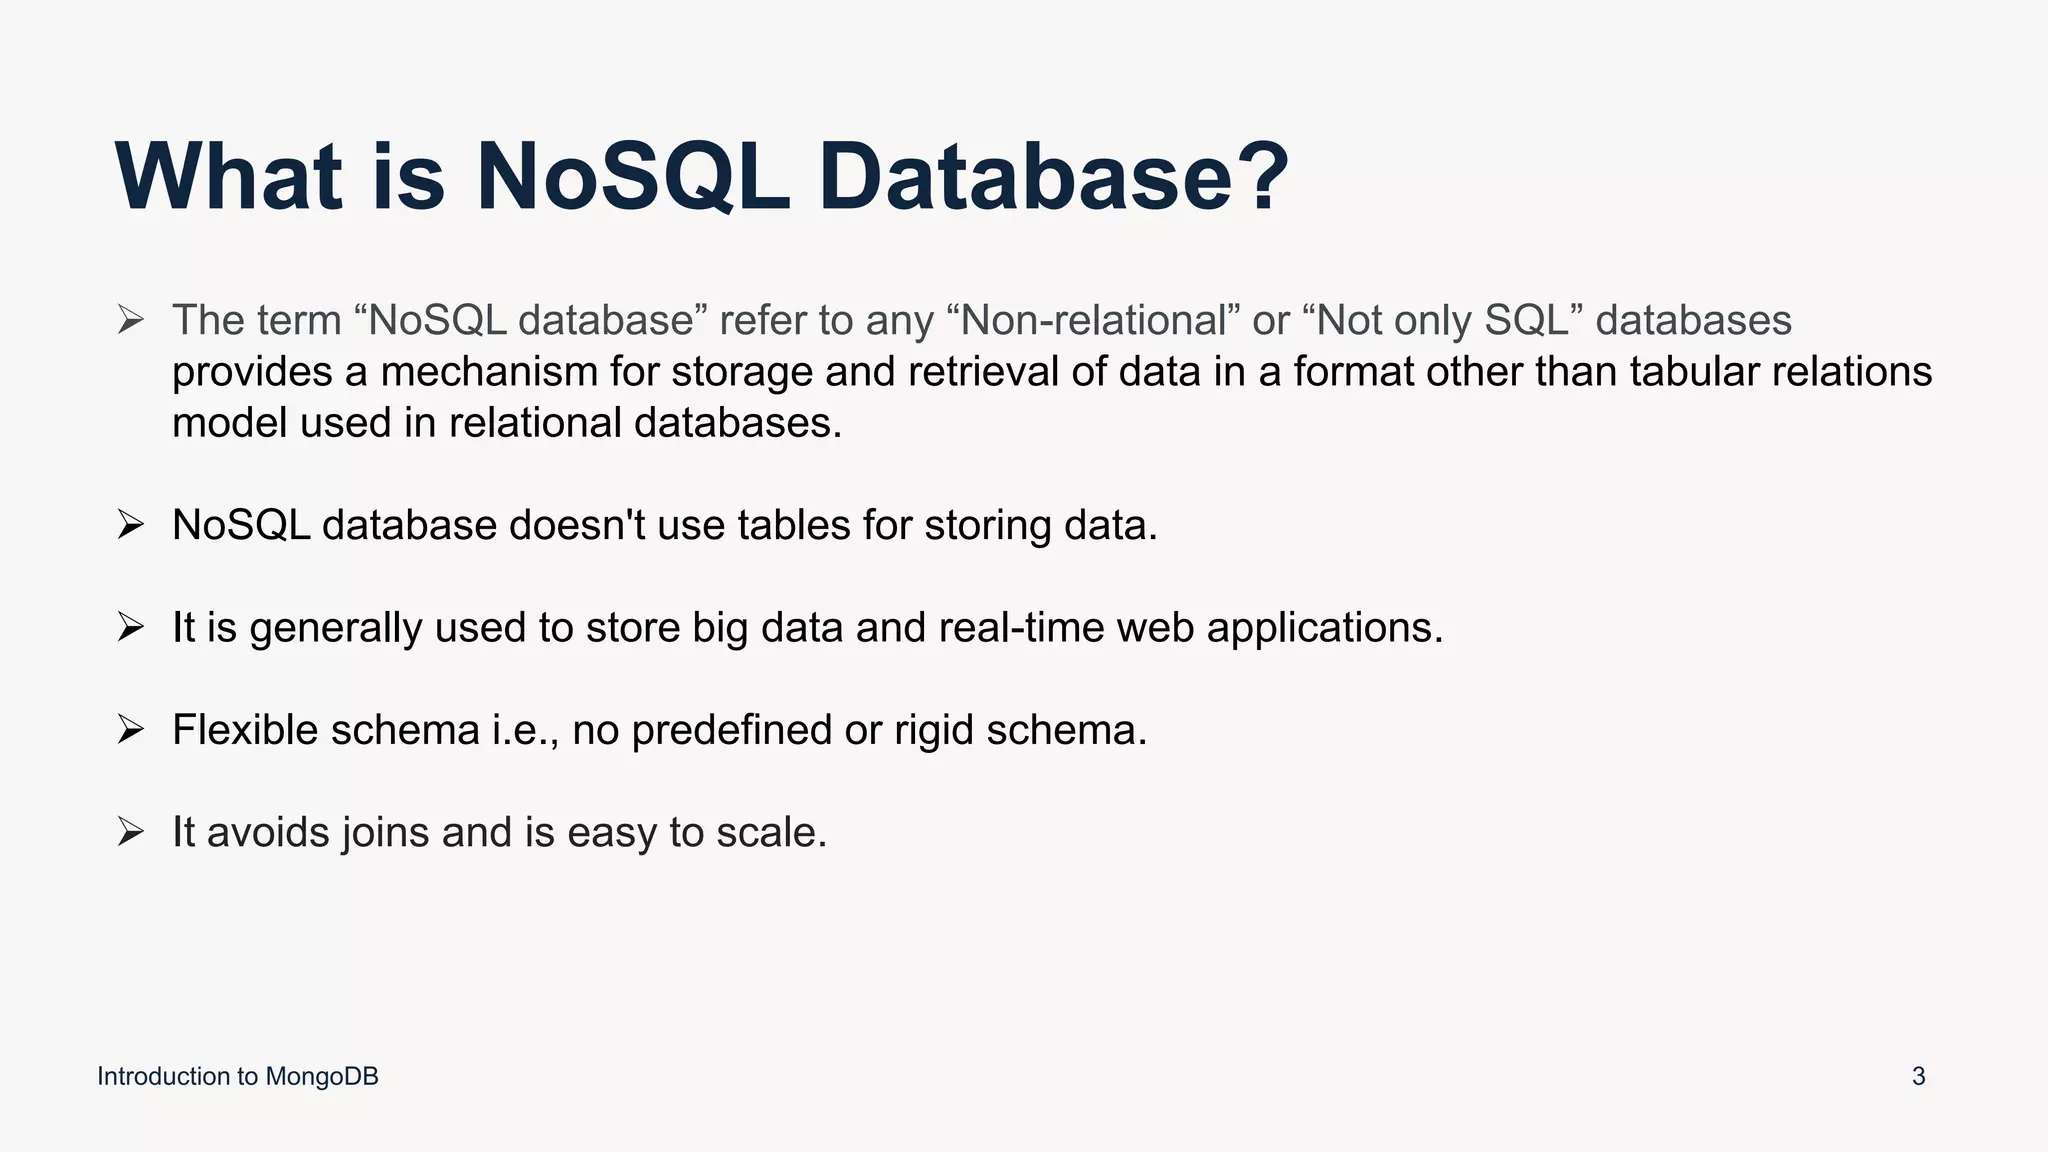 What is NoSQL Database?
➢ The term “NoSQL database” refer to any “Non-relational” or “Not only SQL” databases
provides a mechanism for storage and retrieval of data in a format other than tabular relations
model used in relational databases.
➢ NoSQL database doesn't use tables for storing data.
➢ It is generally used to store big data and real-time web applications.
➢ Flexible schema i.e., no predefined or rigid schema.
➢ It avoids joins and is easy to scale.
Introduction to MongoDB
3